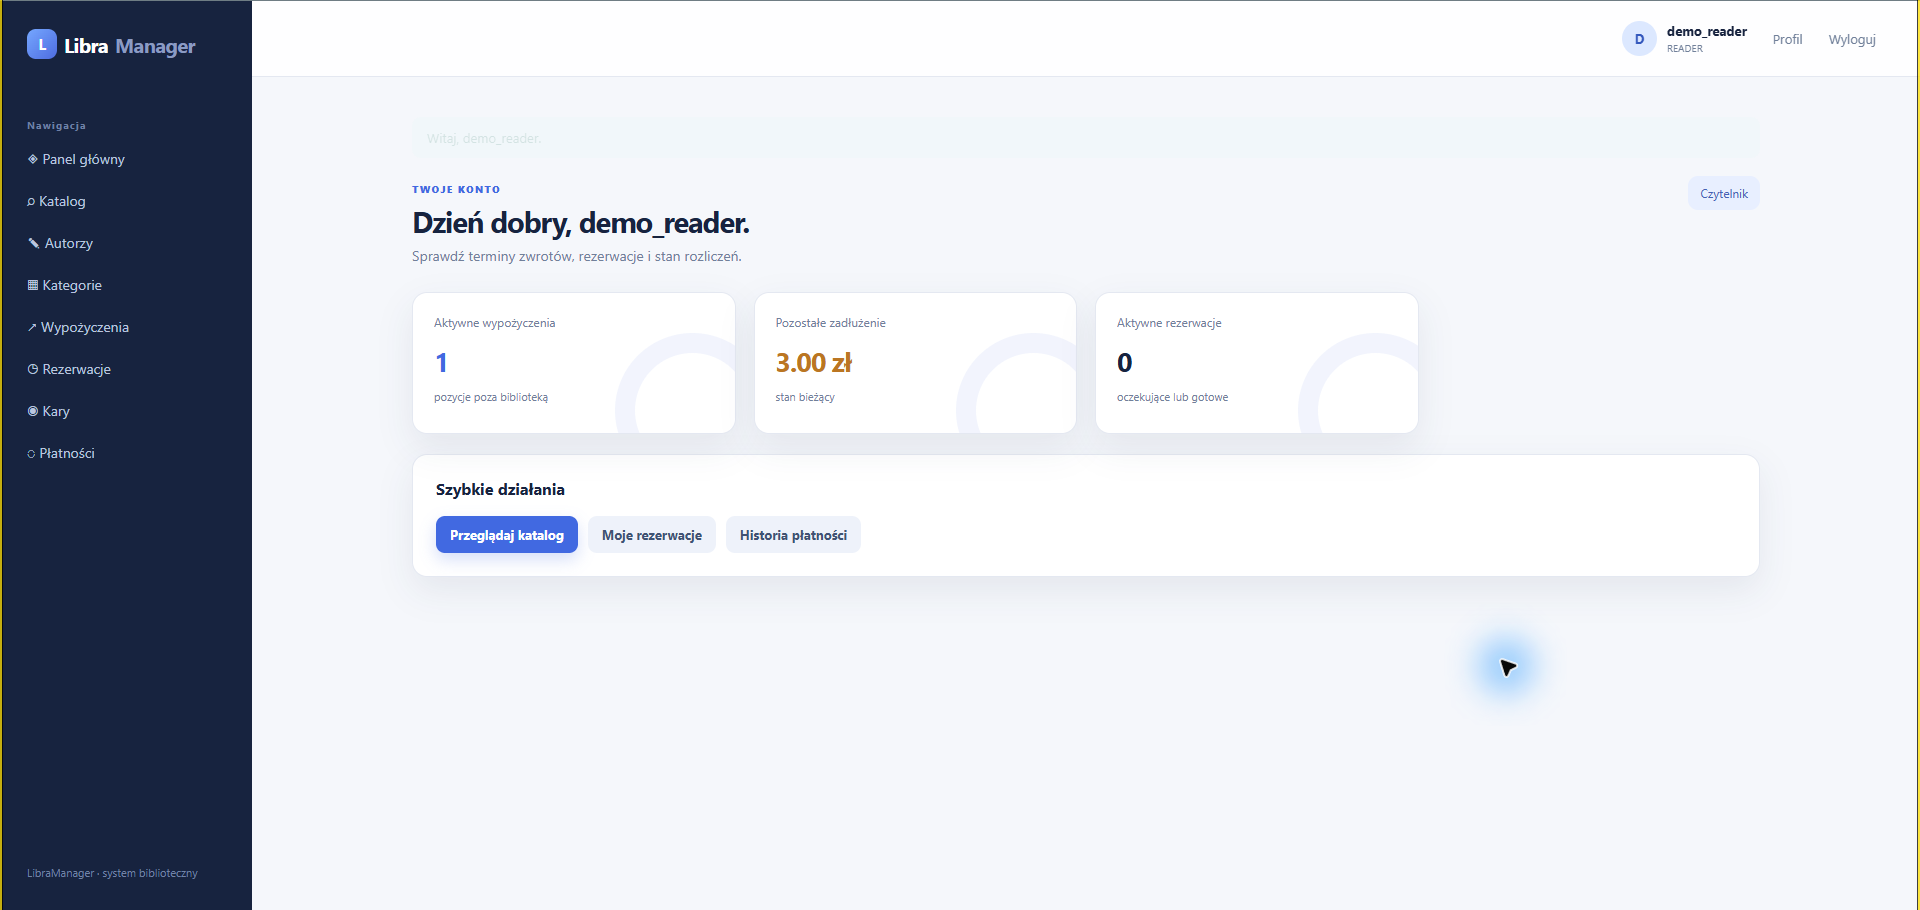 L Libra Manager
demo_reader
READER
Profil
Wyloguj
D
Nawigacja
Panel główny
Katalog
Autorzy
Kategorie
Wypożyczenia
Rezerwacje
Kary
Płatności
LibraManager · system biblioteczny
Witaj, demo_reader.
TWOJE KONTO
Czytelnik
Dzień dobry, demo_reader.
Sprawdź terminy zwrotów, rezerwacje i stan rozliczeń.
Aktywne wypożyczenia
1
pozycje poza biblioteką
Pozostałe zadłużenie
3.00 zł
stan bieżący
Aktywne rezerwacje
0
oczekujące lub gotowe
Szybkie działania
Przeglądaj katalog
Moje rezerwacje
Historia płatności